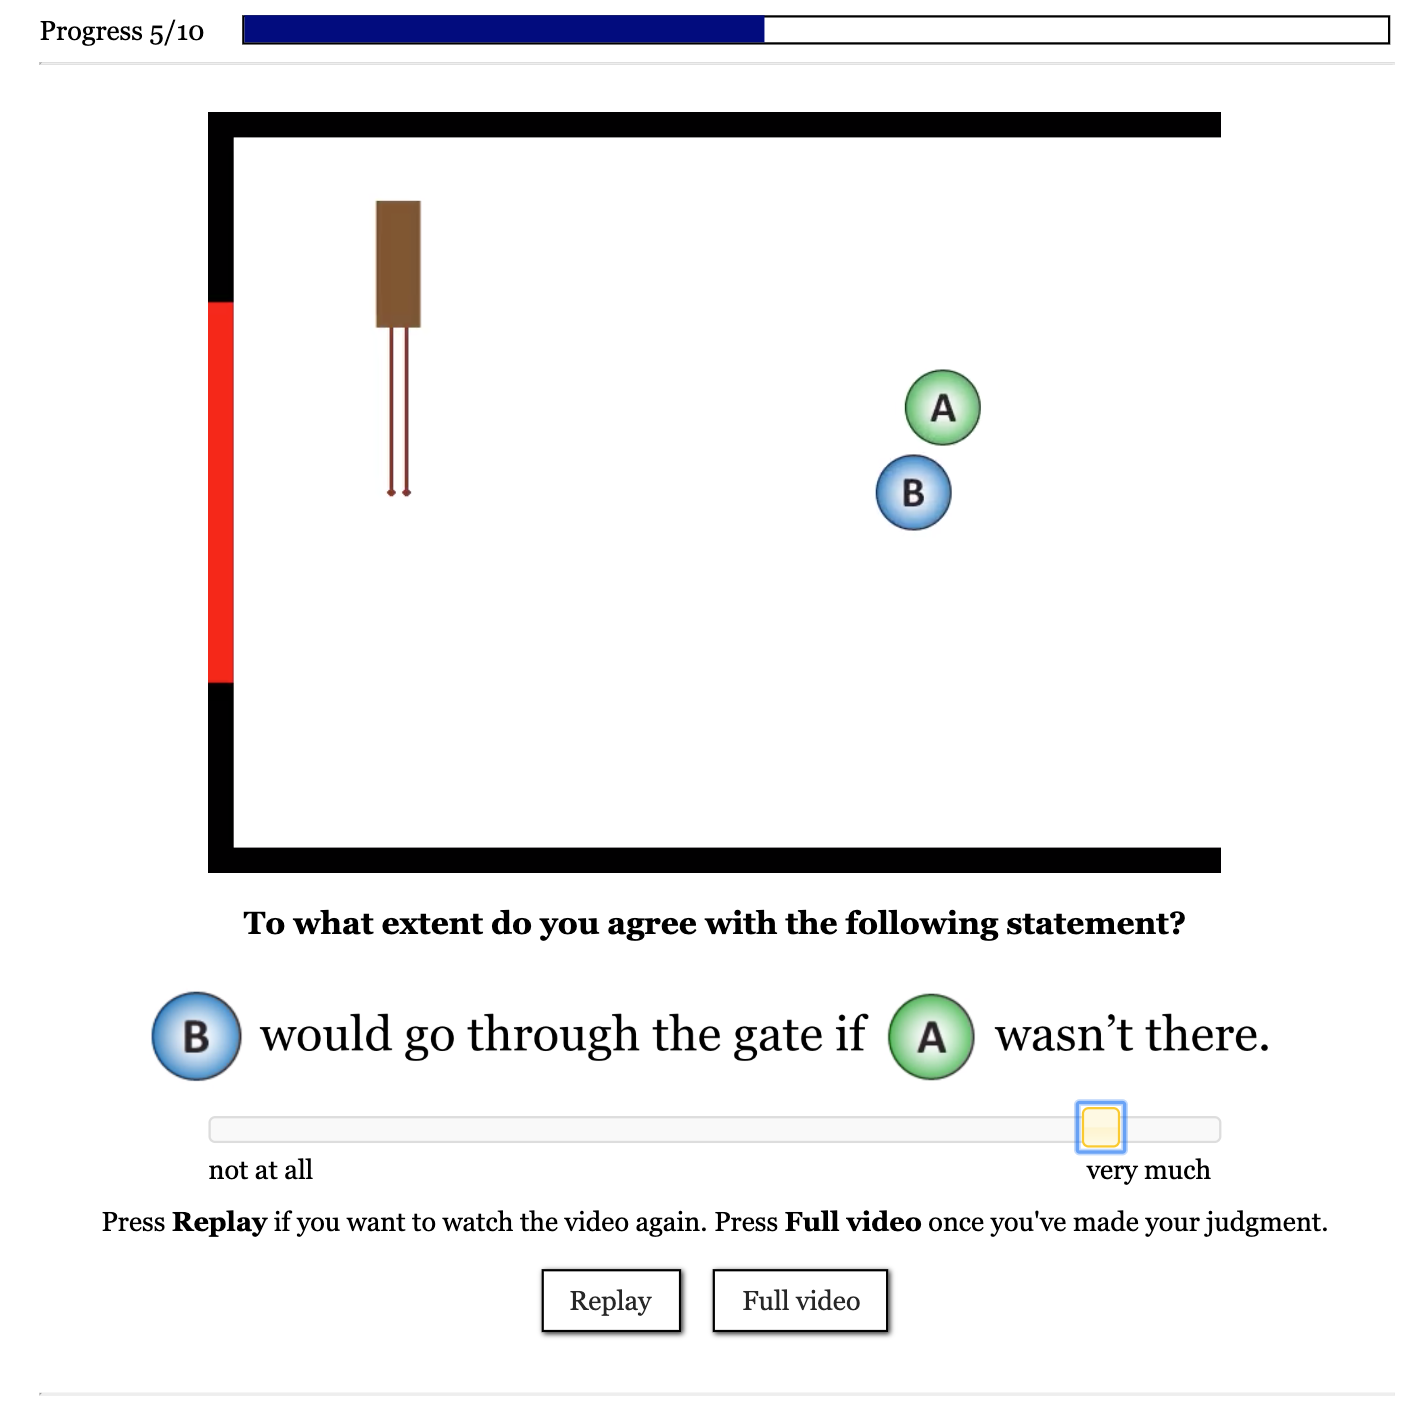 Progress 5/10
A
B
To what extent do you agree with the following statement?
B would go through the gate if A wasn’t there.
not at all very much
Press Replay if you want to watch the video again. Press Full video once you've made your judgment.
Replay Full video